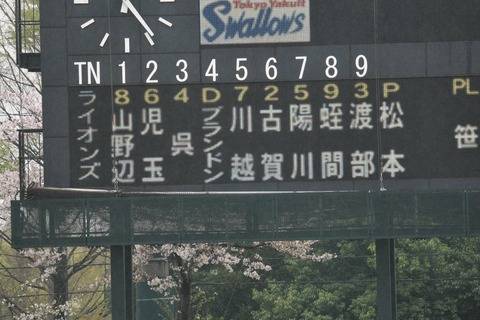 Tokyo Yakult
Swallows
TN 1 2 3 4 5 6 7 8 9
8 6 4 D 7 2 5 9 3 P PL
ライオンズ
山野辺
児玉
呉
ブランドン
川越
古賀
陽川
蛭間
渡部
松本
笹